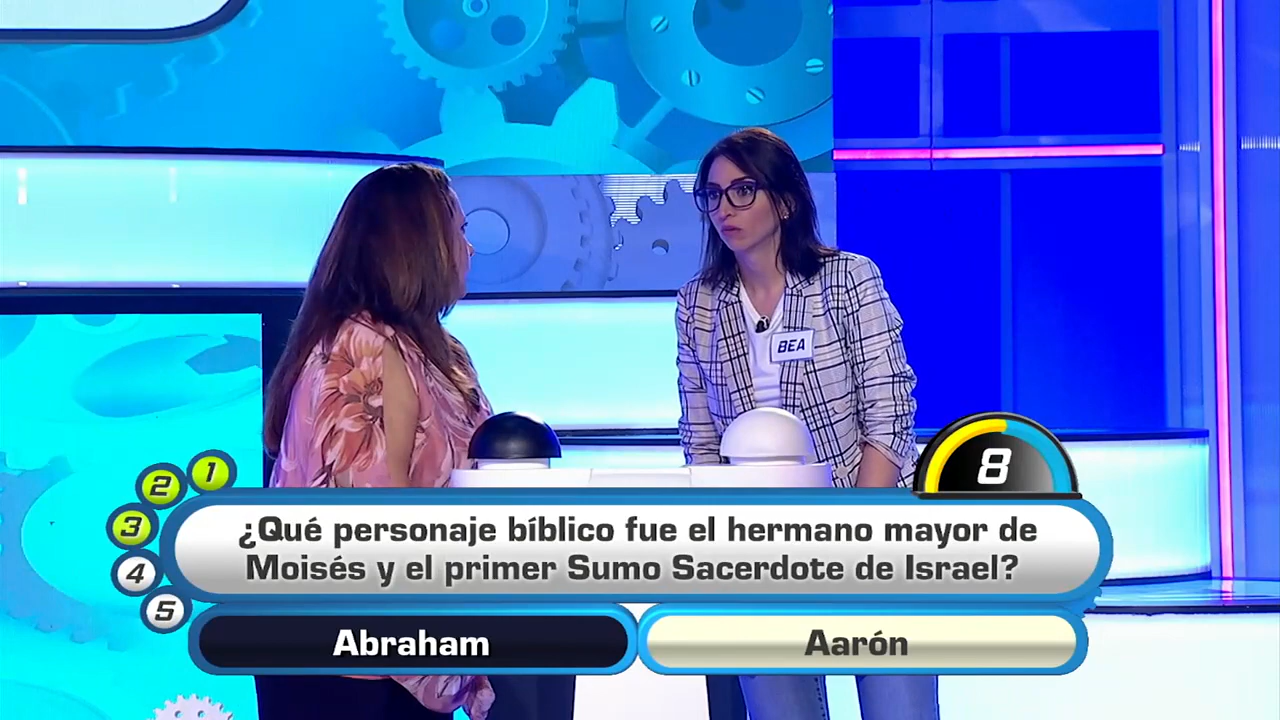 BEA
8
1
2
3
4
5
¿Qué personaje bíblico fue el hermano mayor de
Moisés y el primer Sumo Sacerdote de Israel?
Abraham
Aarón